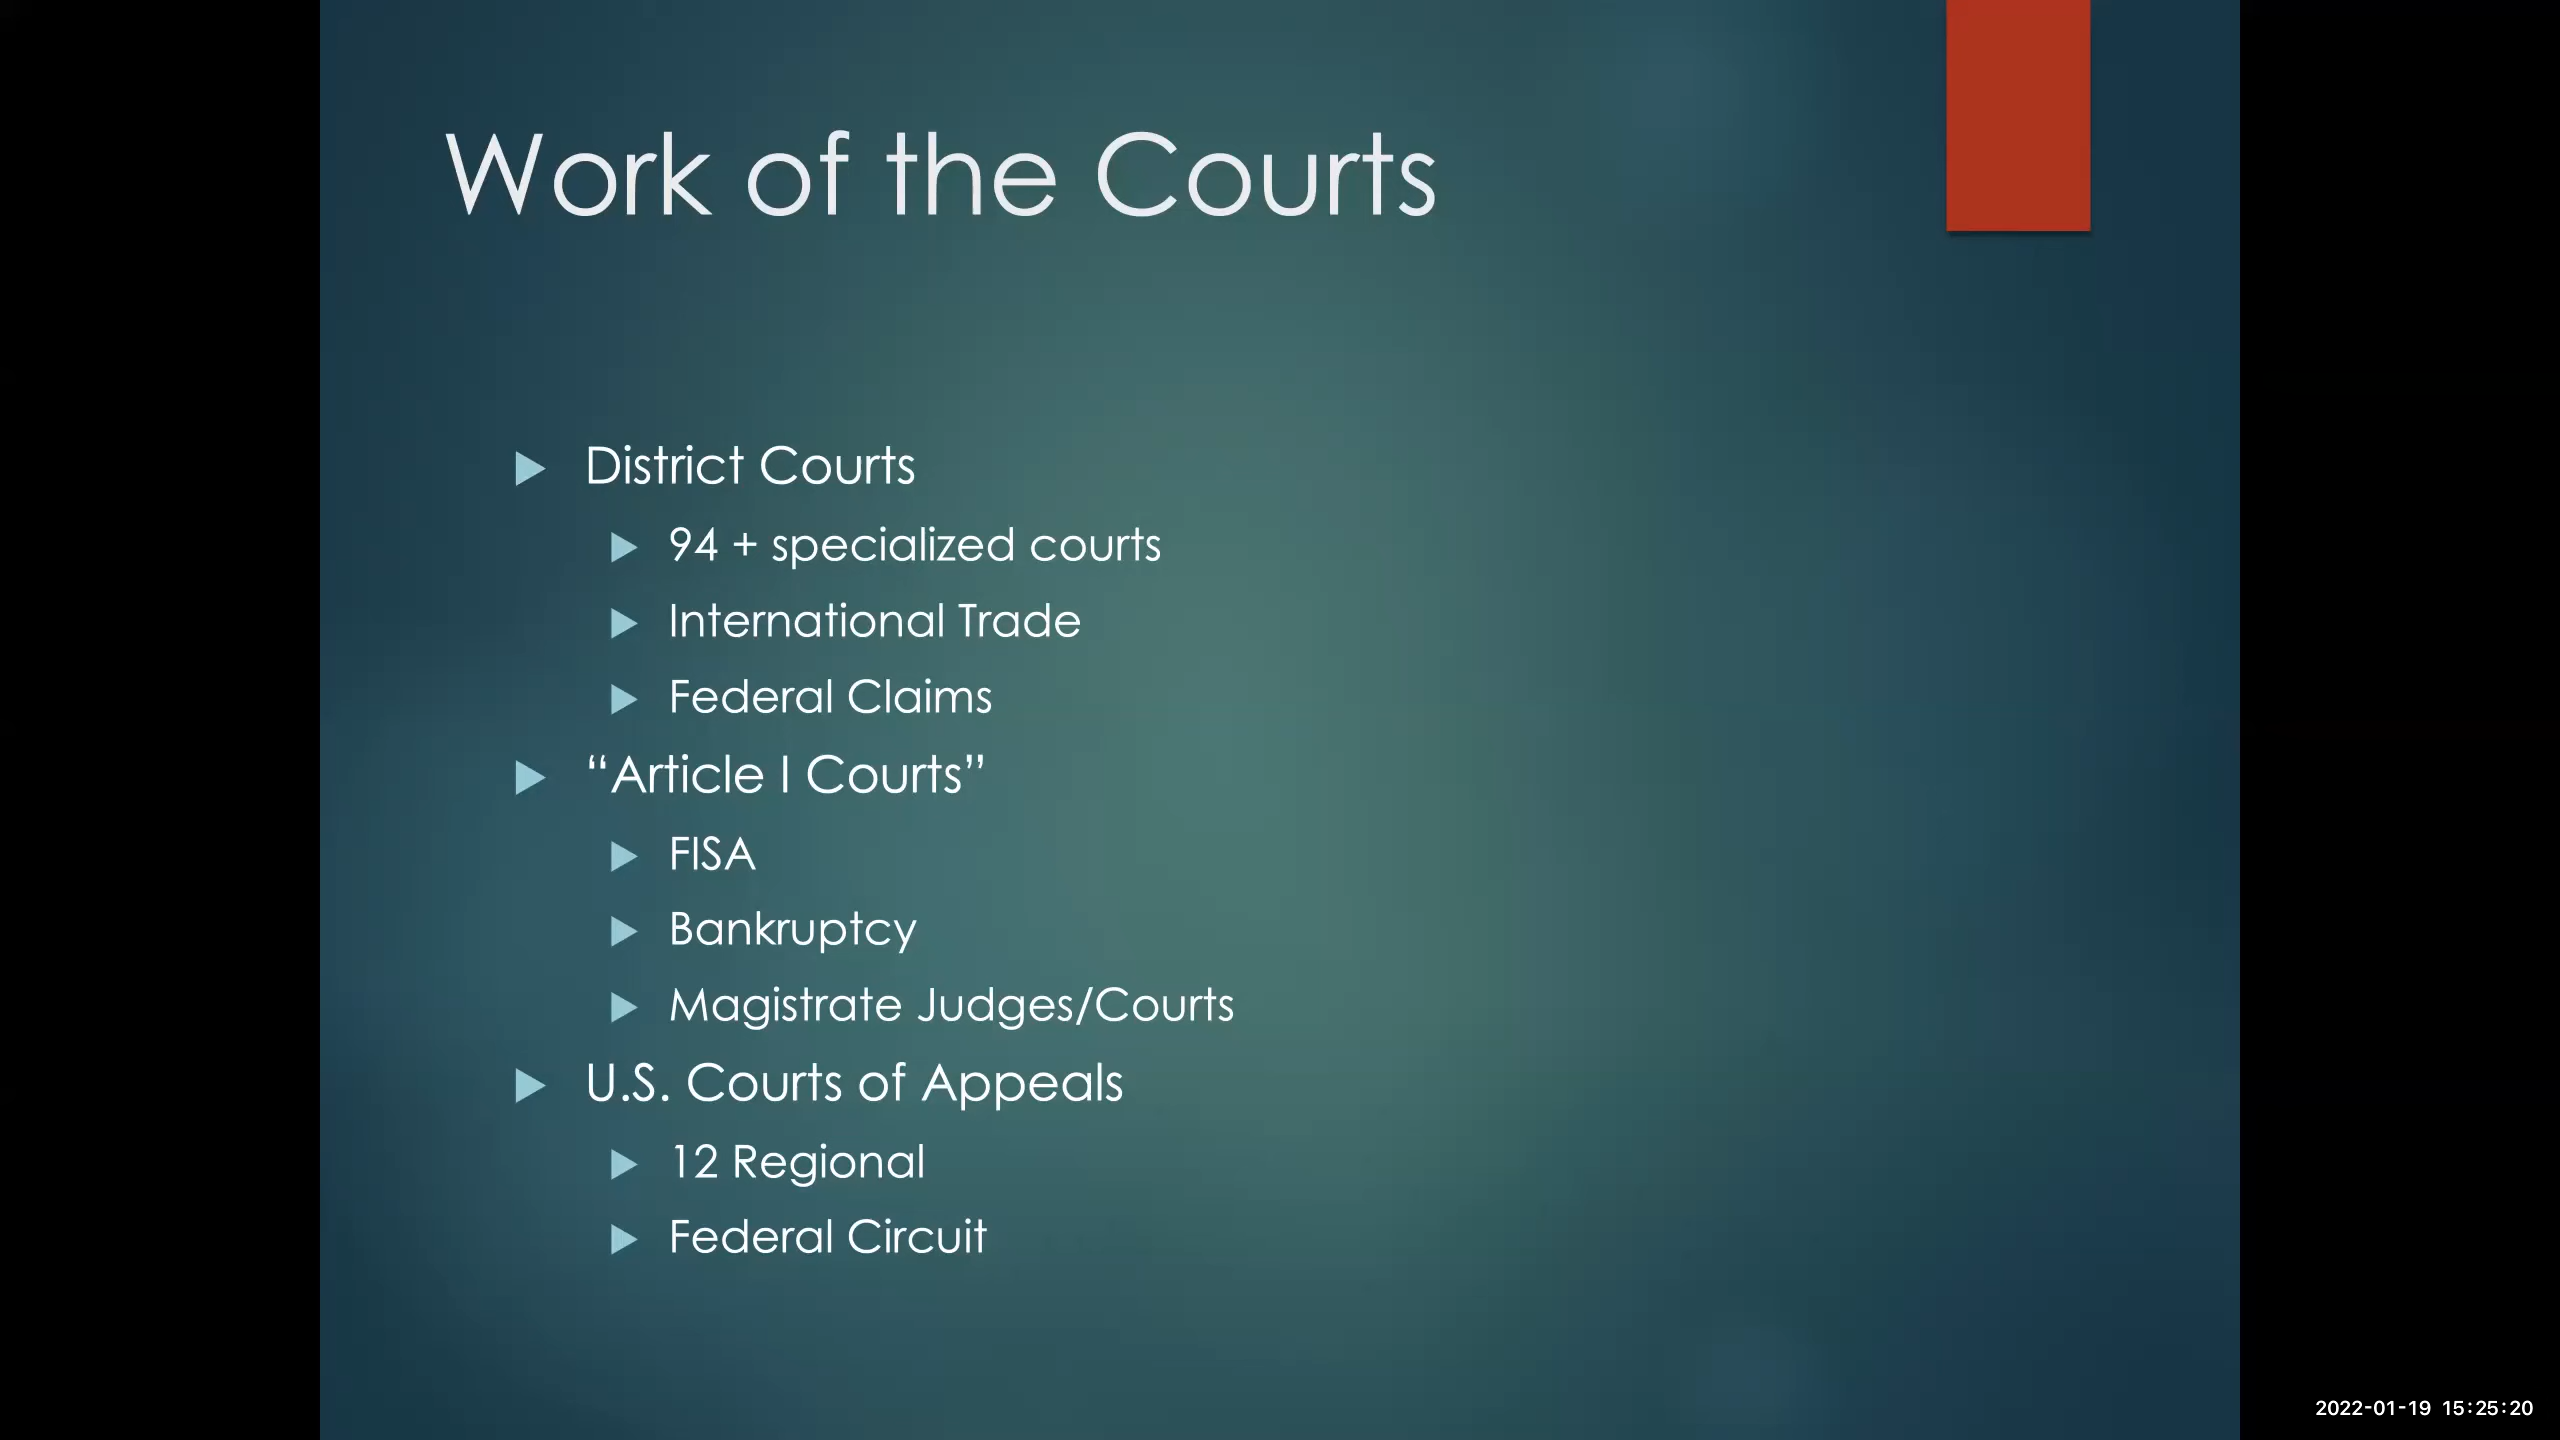 Work of the Courts
District Courts
94 + specialized courts
International Trade
Federal Claims
“Article I Courts”
FISA
Bankruptcy
Magistrate Judges/Courts
U.S. Courts of Appeals
12 Regional
Federal Circuit
2022-01-19 15:25:20